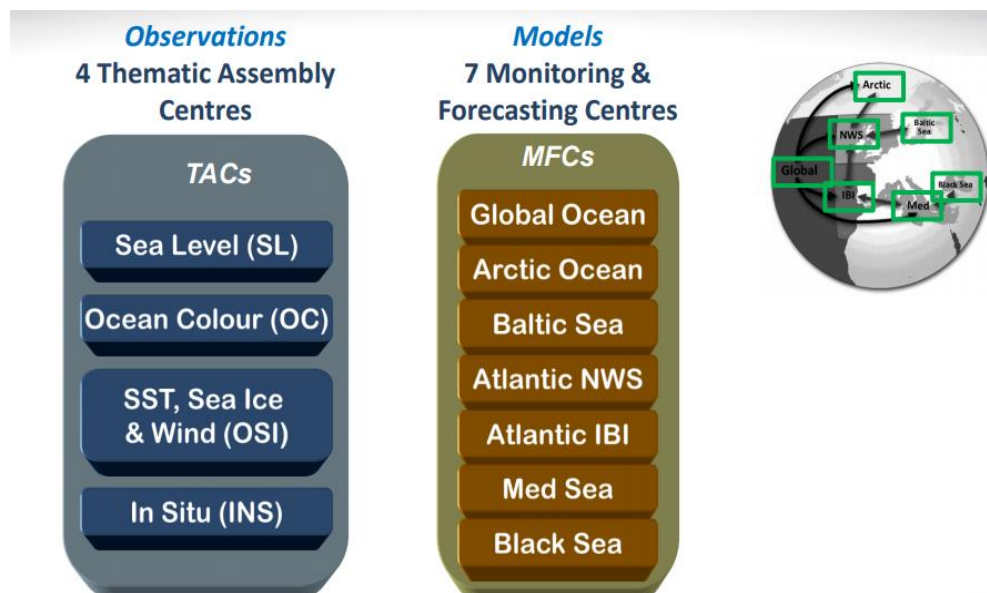 Observations
4 Thematic Assembly
Centres
TACs
Sea Level (SL)
Ocean Colour (OC)
SST, Sea Ice
& Wind (OSI)
In Situ (INS)
Models
7 Monitoring &
Forecasting Centres
MFCs
Global Ocean
Arctic Ocean
Baltic Sea
Atlantic NWS
Atlantic IBI
Med Sea
Black Sea
Arctic
Baltic
Sea
NWS
Global
IBI
Black Sea
Med